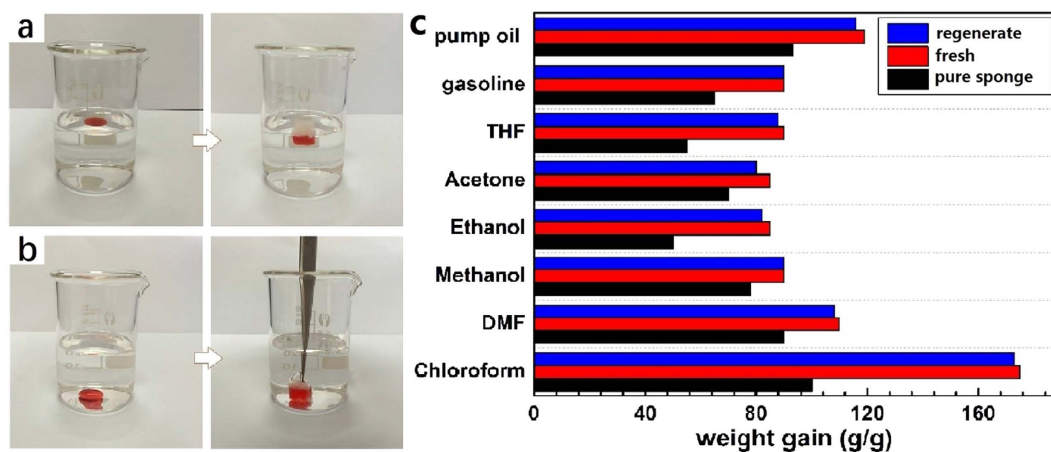 a
b
c
pump oil
gasoline
THF
Acetone
Ethanol
Methanol
DMF
Chloroform
regenerate
fresh
pure sponge
0
40
80
120
160
weight gain (g/g)